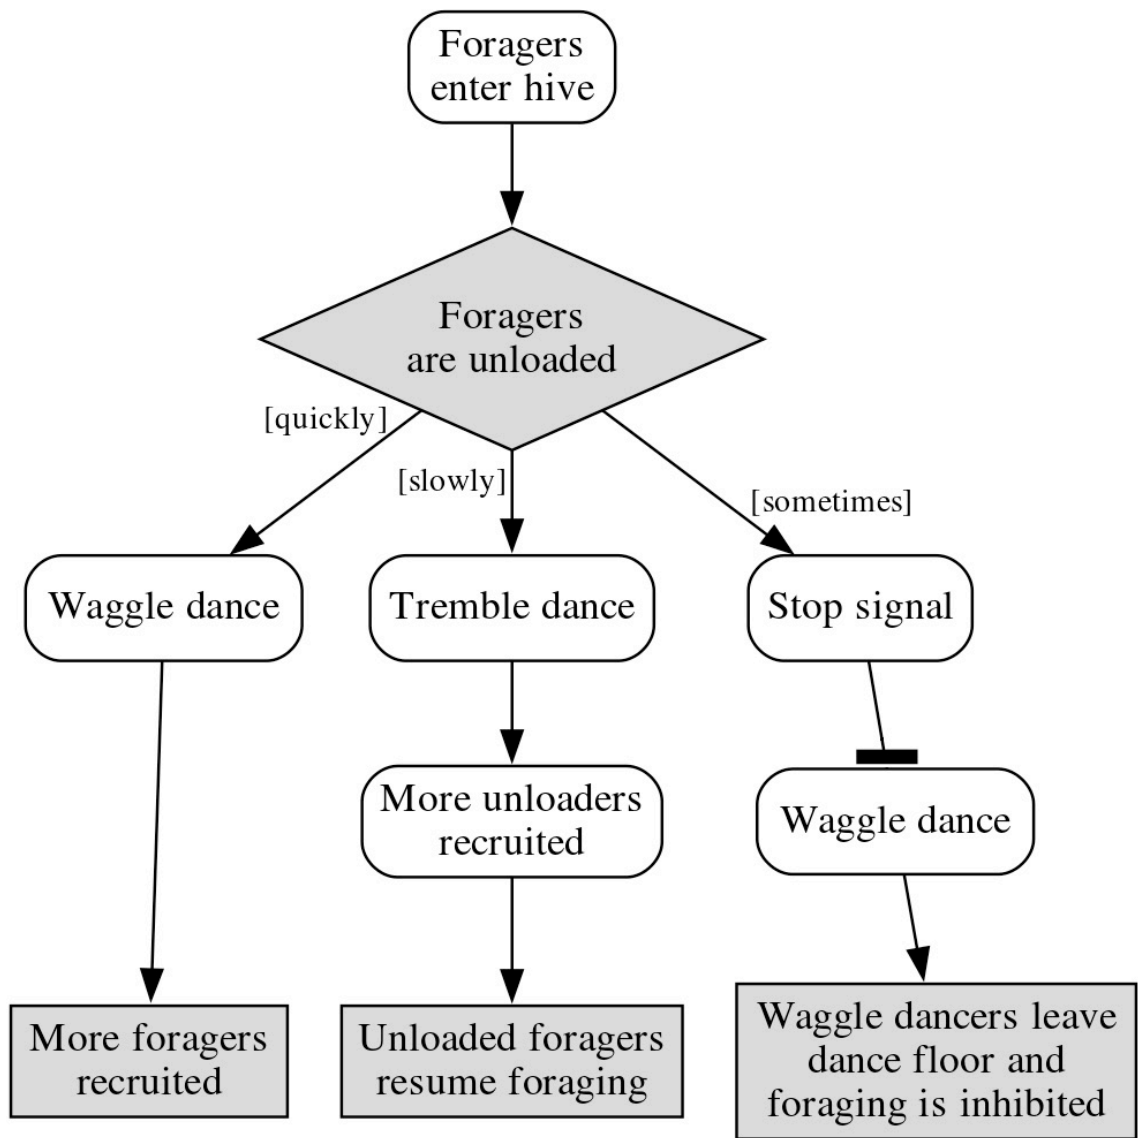 Foragers
enter hive
Foragers
are unloaded
[quickly]
[slowly]
[sometimes]
Waggle dance
Tremble dance
Stop signal
More unloaders
recruited
Waggle dance
More foragers
recruited
Unloaded foragers
resume foraging
Waggle dancers leave
dance floor and
foraging is inhibited